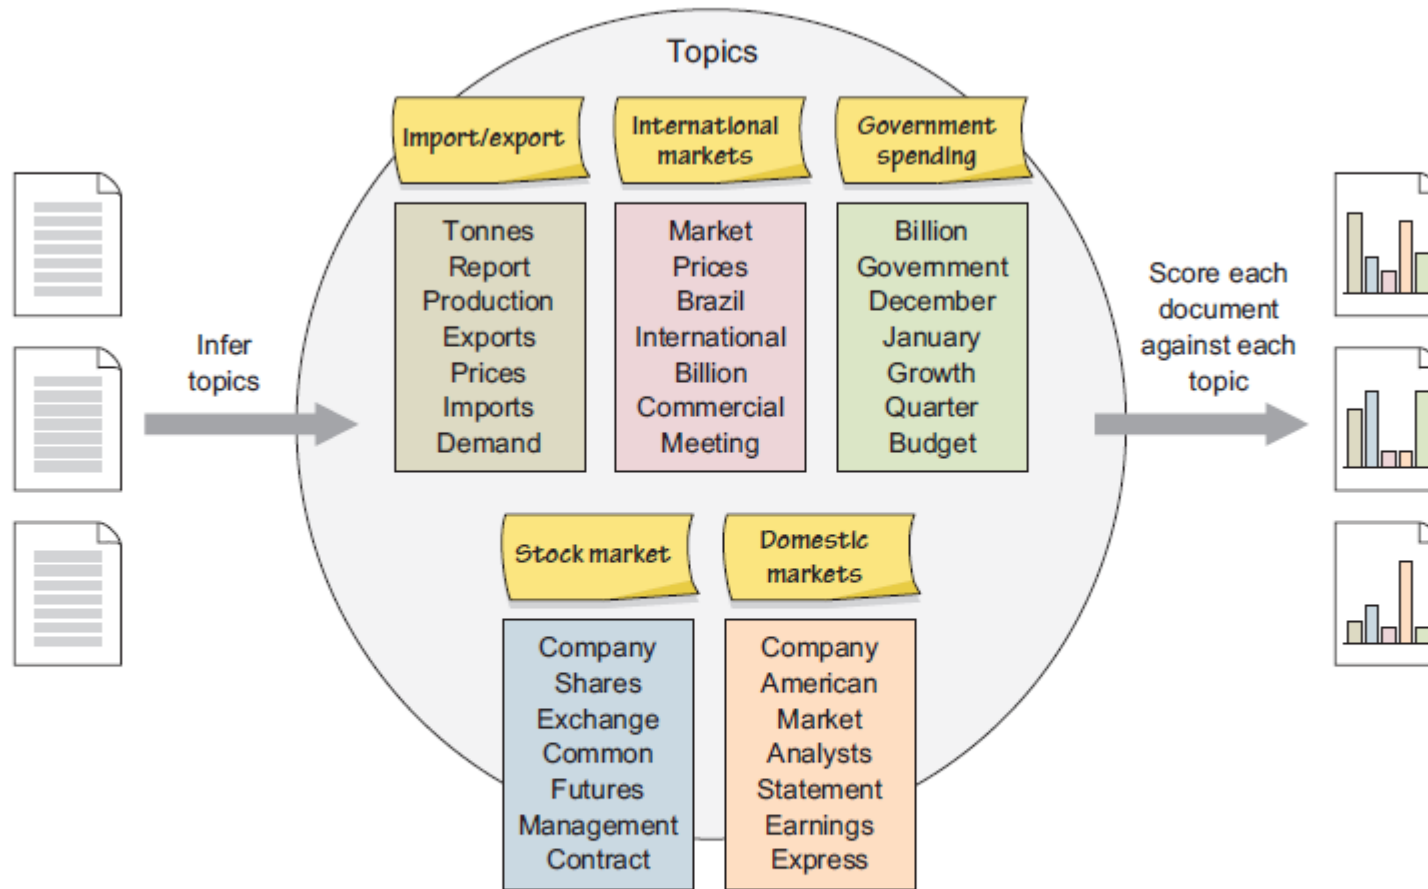 Topics
Import/export
International
markets
Government
spending
Tonnes
Report
Production
Exports
Prices
Imports
Demand
Market
Prices
Brazil
International
Billion
Commercial
Meeting
Billion
Government
December
January
Growth
Quarter
Budget
Infer
topics
Score each
document
against each
topic
Stock market
Domestic
markets
Company
Shares
Exchange
Common
Futures
Management
Contract
Company
American
Market
Analysts
Statement
Earnings
Express